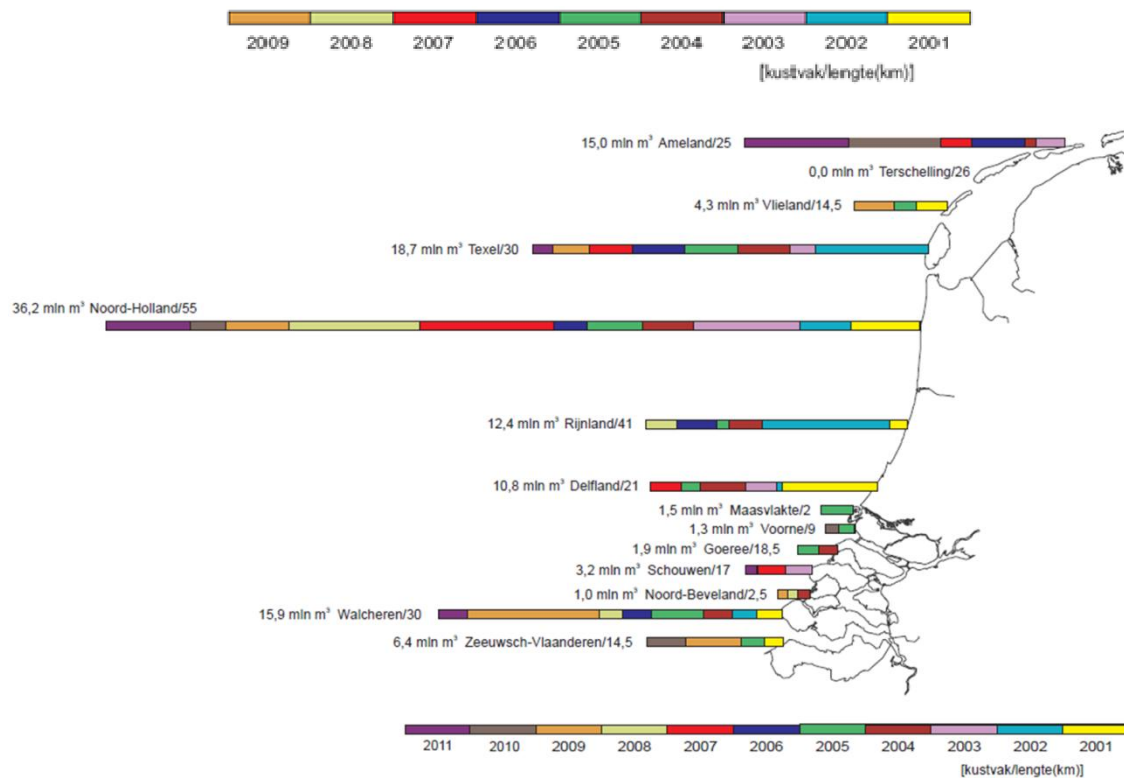 2009 2008 2007 2006 2005 2004 2003 2002 2001
[kustvak/lengte(km)]
15,0 mln m³ Ameland/25
0,0 mln m³ Terschelling/26
4,3 mln m³ Vlieland/14,5
18,7 mln m³ Texel/30
36,2 mln m³ Noord-Holland/55
12,4 mln m³ Rijnland/41
10,8 mln m³ Delfland/21
1,5 mln m³ Maasvlakte/2
1,3 mln m³ Voorne/9
1,9 mln m³ Goeree/18,5
3,2 mln m³ Schouwen/17
1,0 mln m³ Noord-Beveland/2,5
15,9 mln m³ Walcheren/30
6,4 mln m³ Zeeuwsch-Vlaanderen/14,5
2011 2010 2009 2008 2007 2006 2005 2004 2003 2002 2001
[kustvak/lengte(km)]